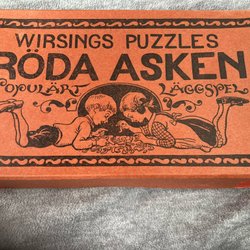 WIRSINGS PUZZLES
RÖDA ASKEN
POPULÄRT LÄGGSPEL